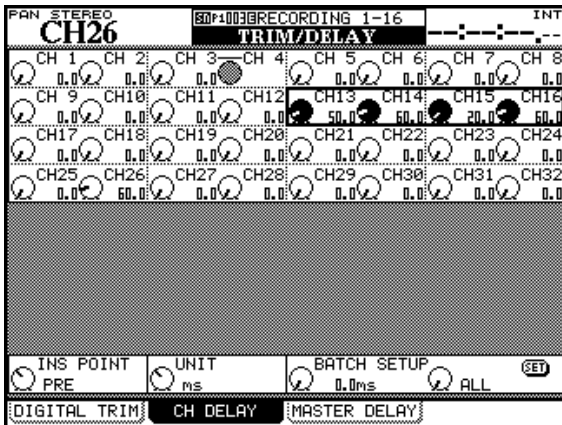 PAN STEREO RECORDING 1-16 INT
CH26 TRIM/DELAY --:--:--.--
CH 1 CH 2 CH 3 CH 4 CH 5 CH 6 CH 7 CH 8
0.0 0.0 0.0 0.0 0.0 0.0 0.0
CH 9 CH10 CH11 CH12 CH13 CH14 CH15 CH16
0.0 0.0 0.0 0.0 50.0 60.0 20.0 60.0
CH17 CH18 CH19 CH20 CH21 CH22 CH23 CH24
0.0 0.0 0.0 0.0 0.0 0.0 0.0 0.0
CH25 CH26 CH27 CH28 CH29 CH30 CH31 CH32
0.0 60.0 0.0 0.0 0.0 0.0 0.0 0.0
INS POINT UNIT BATCH SETUP SET
PRE ms 0.0ms ALL
DIGITAL TRIM CH DELAY MASTER DELAY